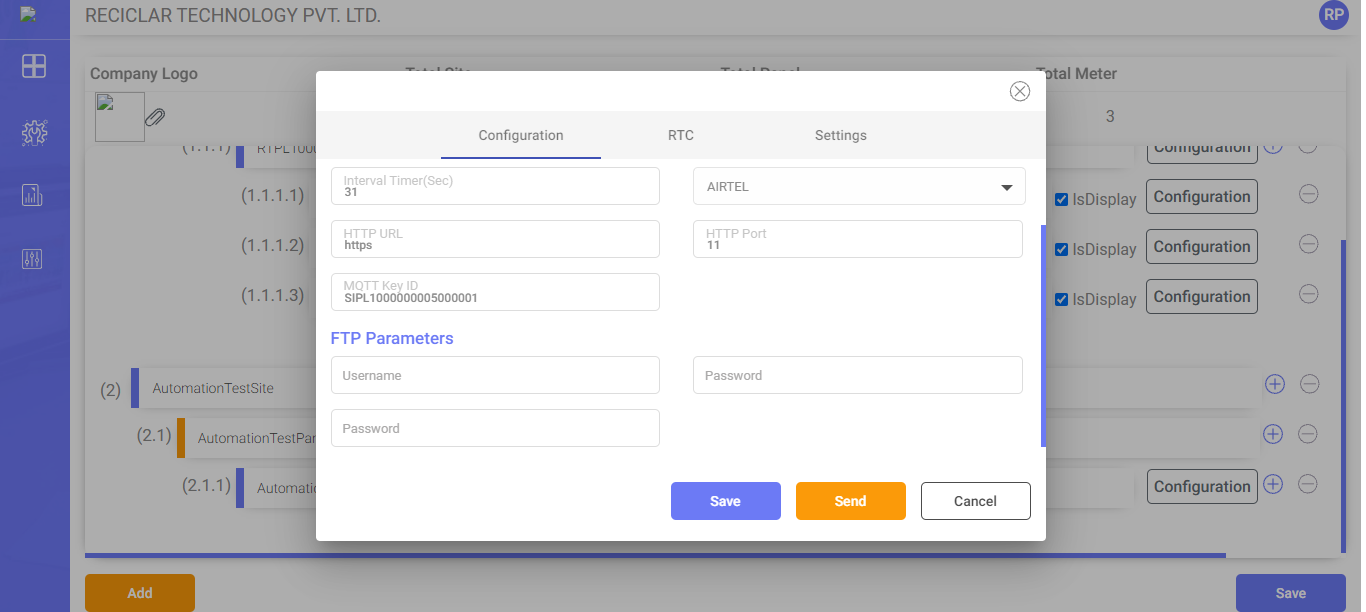 RECICLAR TECHNOLOGY PVT. LTD.
RP
Company Logo
Total Site
Total Panel
Total Meter
3
Configuration
RTC
Settings
(1.1.1)
RTPL1000
Configuration
Interval Timer(Sec)
31
AIRTEL
(1.1.1.1)
IsDisplay
Configuration
HTTP URL
https
HTTP Port
11
(1.1.1.2)
IsDisplay
Configuration
MQTT Key ID
SIPL1000000005000001
(1.1.1.3)
IsDisplay
Configuration
FTP Parameters
Username
Password
(2)
AutomationTestSite
Password
(2.1)
AutomationTestPan
(2.1.1)
Automatic
Configuration
Save
Send
Cancel
Add
Save